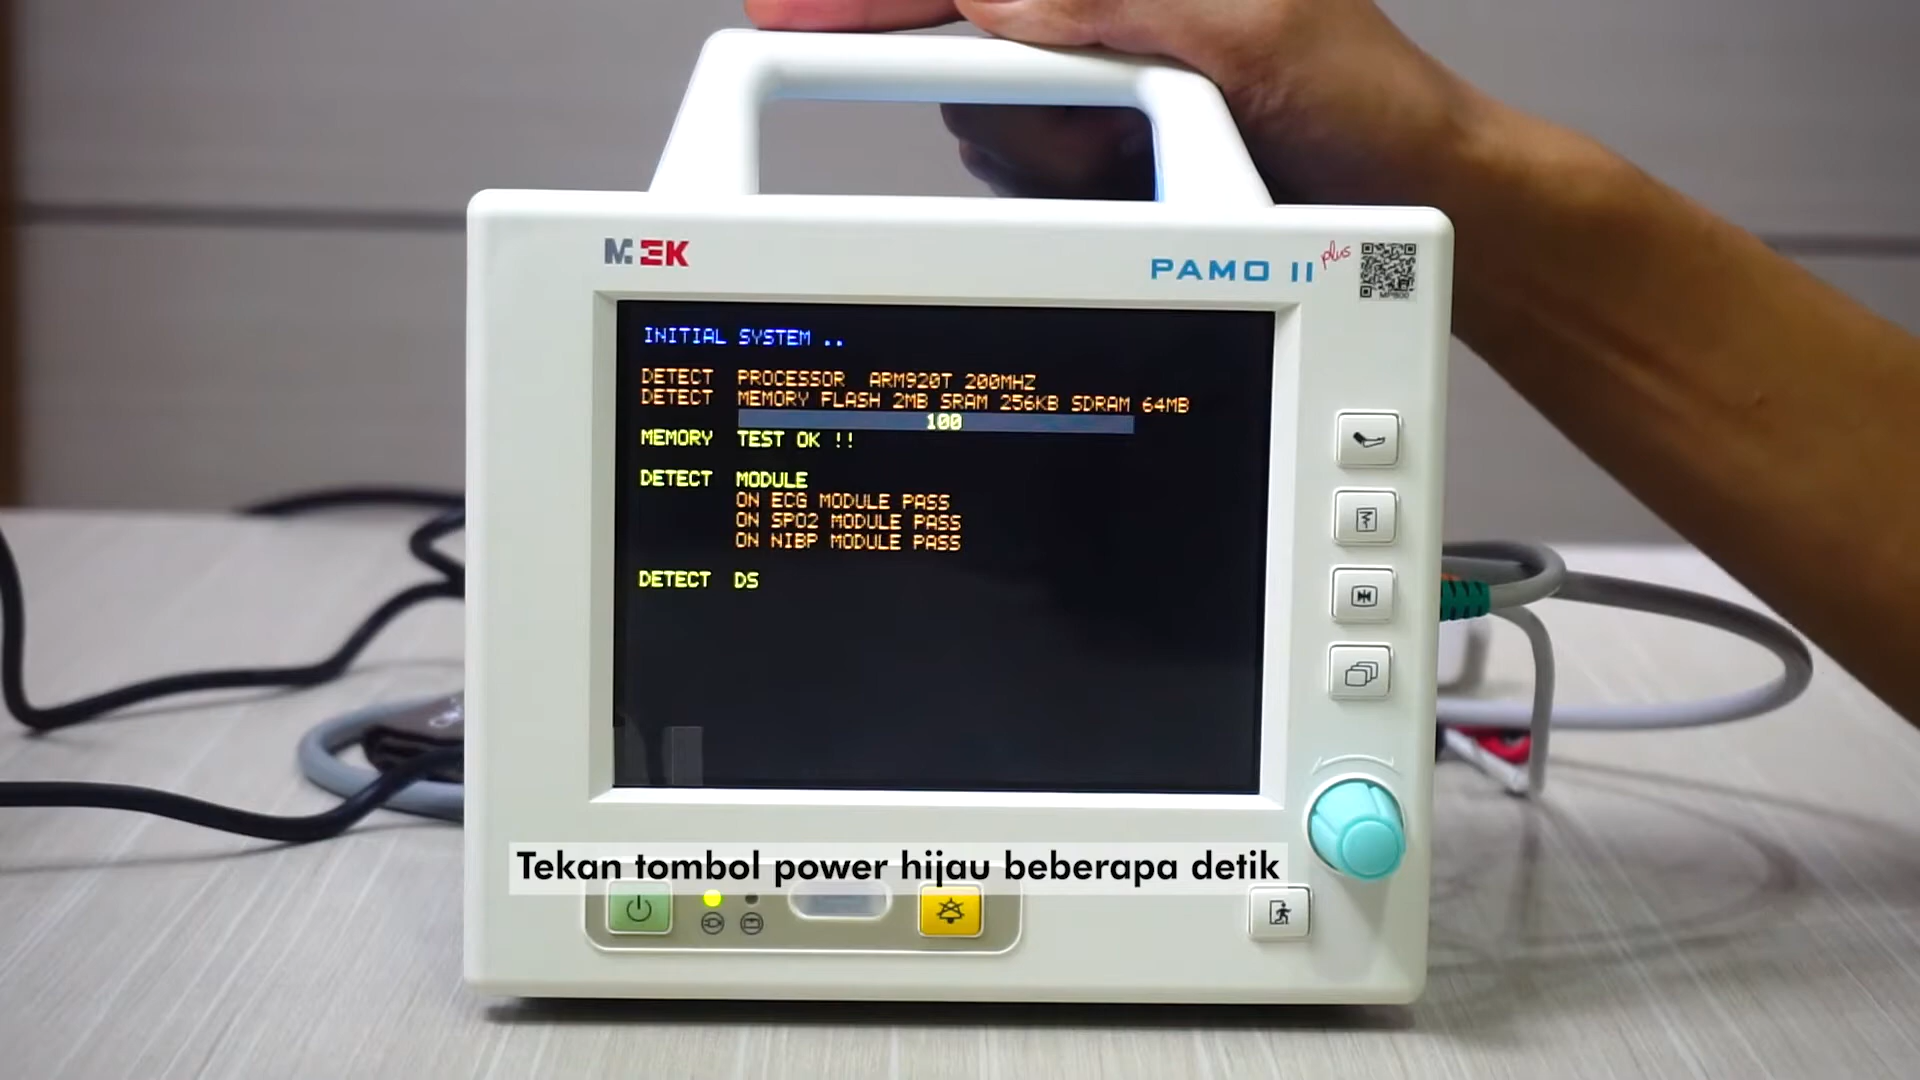 MEK
PAMO II plus
MP800
INITIAL SYSTEM ..
DETECT PROCESSOR ARM920T 200MHZ
DETECT MEMORY FLASH 2MB SRAM 256KB SDRAM 64MB
100
MEMORY TEST OK !!
DETECT MODULE
ON ECG MODULE PASS
ON SPO2 MODULE PASS
ON NIBP MODULE PASS
DETECT DS
Tekan tombol power hijau beberapa detik